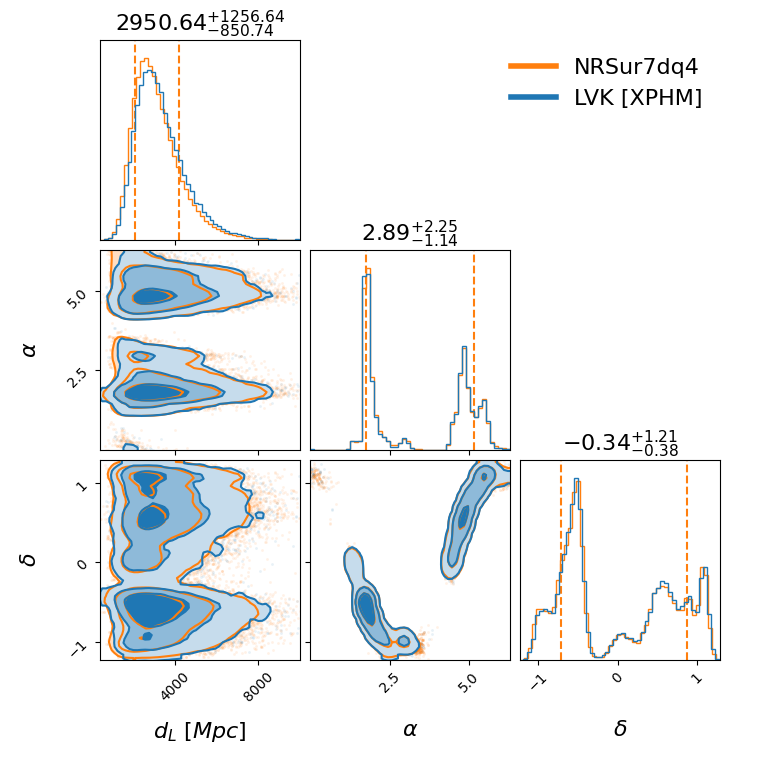 2950.64+1256.64−850.74
NRSur7dq4
LVK [XPHM]
2.89+2.25−1.14
5.0
α
2.5
−0.34+1.21−0.38
1
δ
0
−1
4000
8000
2.5
5.0
−1
0
1
d_L [Mpc]
α
δ